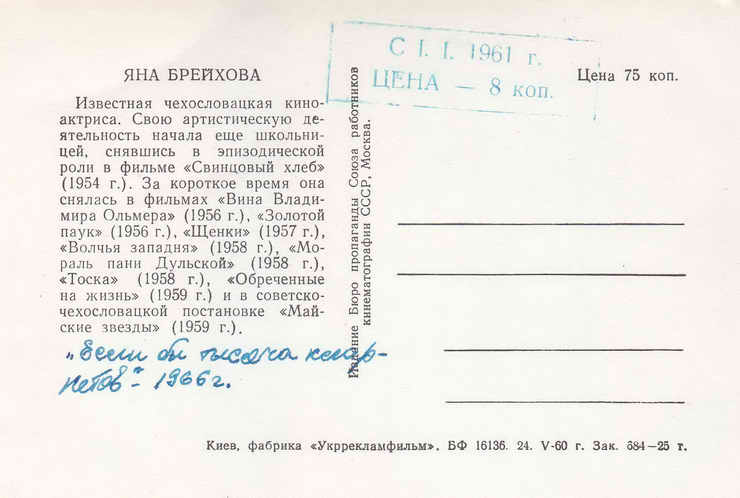 ЯНА БРЕЙХОВА
Известная чехословацкая кино-
актриса. Свою артистическую де-
ятельность начала еще школьни-
цей, снявшись в эпизодической
роли в фильме «Свинцовый хлеб»
(1954 г.). За короткое время она
снялась в фильмах «Вина Влади-
мира Ольмера» (1956 г.), «Золотой
паук» (1956 г.), «Щенки» (1957 г.),
«Волчья западня» (1958 г.), «Мо-
раль пани Дульской» (1958 г.),
«Тоска» (1958 г.), «Обреченные
на жизнь» (1959 г.) и в советско-
чехословацкой постановке «Май-
ские звезды» (1959 г.).
„Если бы тысяча клар-
нетов" - 1966 г.
Издание Бюро пропаганды Союза работников
кинематографии СССР, Москва.
С 1. 1. 1961 г.
ЦЕНА — 8 коп.
Цена 75 коп.
Киев, фабрика «Укррекламфильм». БФ 16136. 24. V-60 г. Зак. 684—25 т.